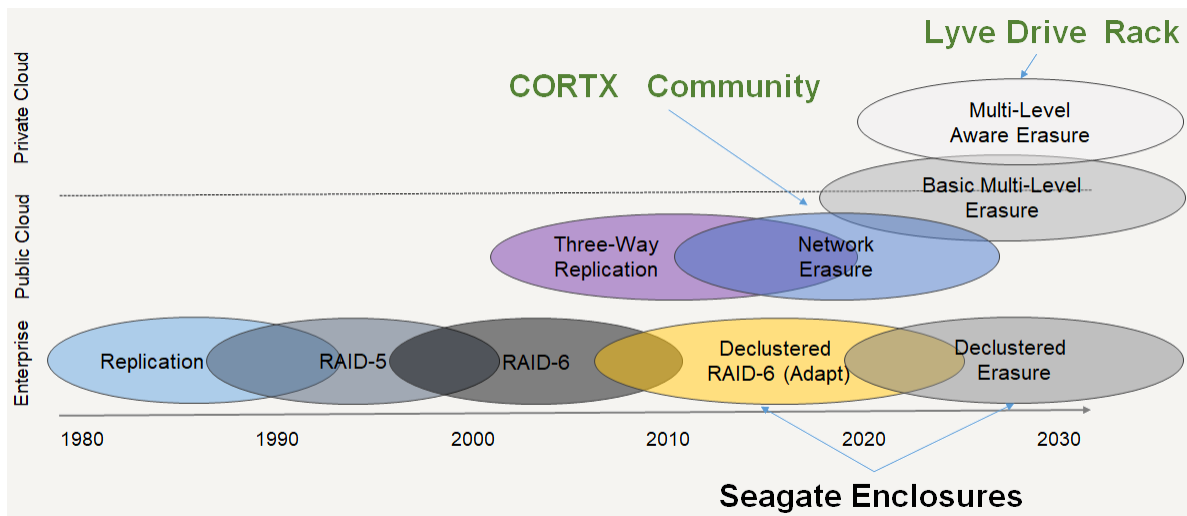 Lyve Drive Rack
CORTX Community
Private Cloud
Multi-Level
Aware Erasure
Basic Multi-Level
Erasure
Public Cloud
Three-Way
Replication
Network
Erasure
Enterprise
Replication
RAID-5
RAID-6
Declustered
RAID-6 (Adapt)
Declustered
Erasure
1980 1990 2000 2010 2020 2030
Seagate Enclosures